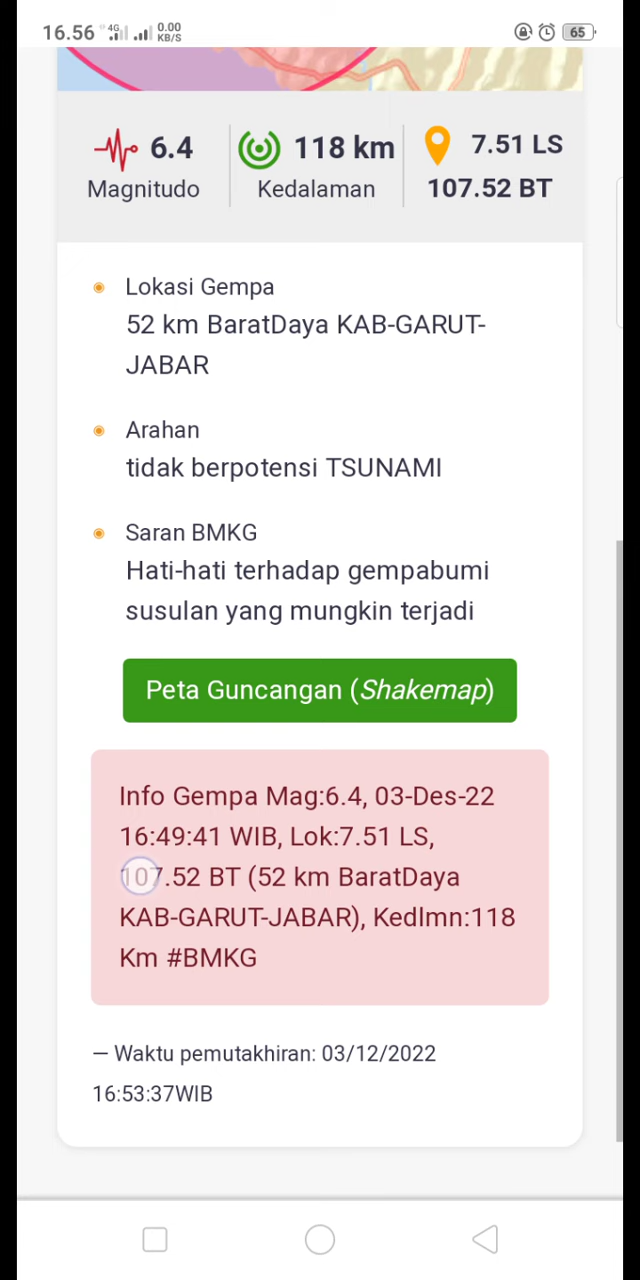 16.56 4G 0.00 KB/S 65
6.4 118 km 7.51 LS
Magnitudo Kedalaman 107.52 BT
Lokasi Gempa
52 km BaratDaya KAB-GARUT-
JABAR
Arahan
tidak berpotensi TSUNAMI
Saran BMKG
Hati-hati terhadap gempabumi
susulan yang mungkin terjadi
Peta Guncangan (Shakemap)
Info Gempa Mag:6.4, 03-Des-22
16:49:41 WIB, Lok:7.51 LS,
107.52 BT (52 km BaratDaya
KAB-GARUT-JABAR), Kedlmn:118
Km #BMKG
— Waktu pemutakhiran: 03/12/2022
16:53:37WIB